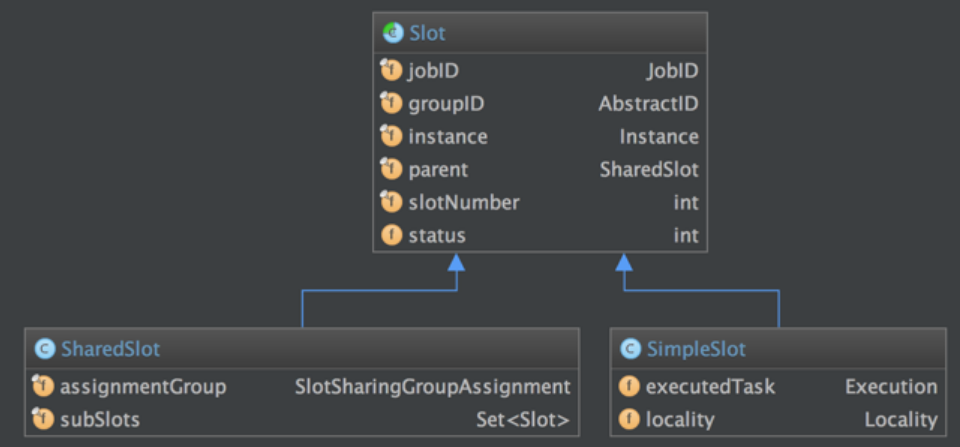 Slot
jobID JobID
groupID AbstractID
instance Instance
parent SharedSlot
slotNumber int
status int
SharedSlot
assignmentGroup SlotSharingGroupAssignment
subSlots Set<Slot>
SimpleSlot
executedTask Execution
locality Locality